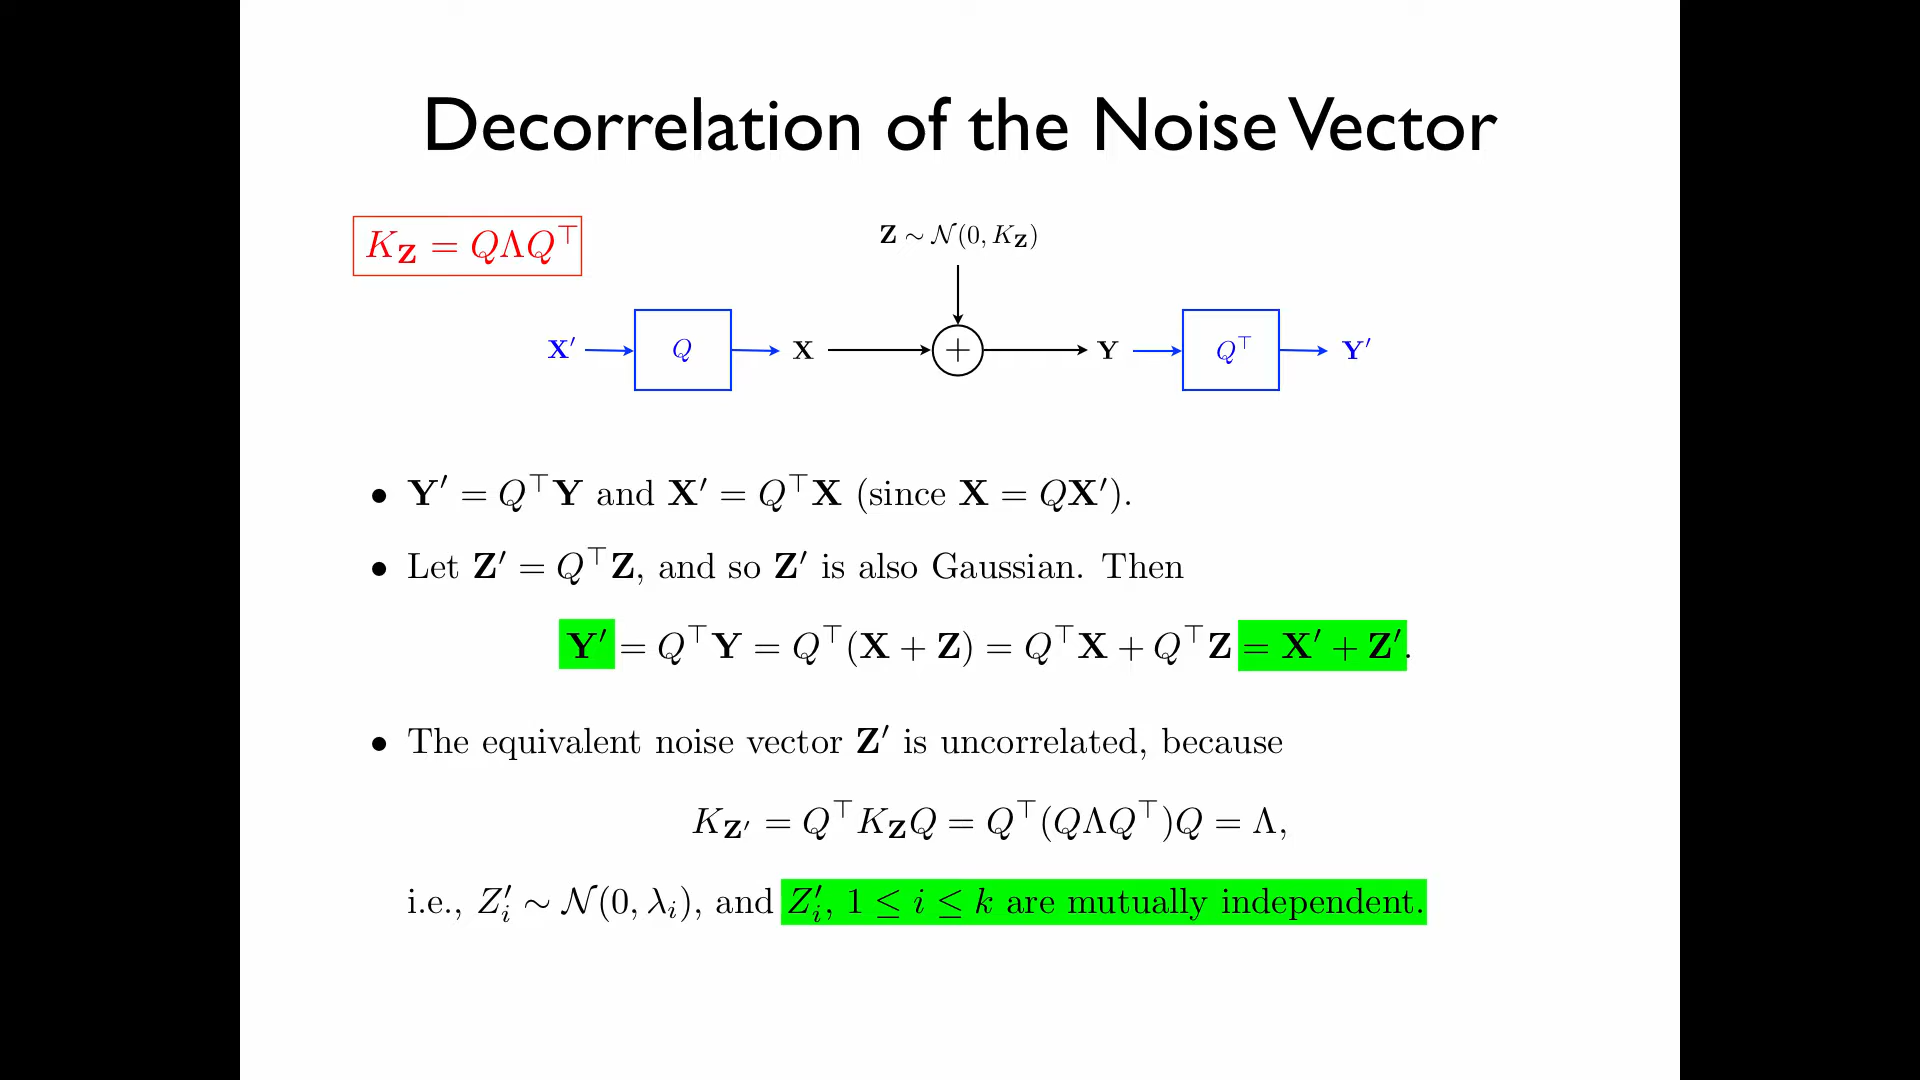 Decorrelation of the Noise Vector
K_𝐙 = QΛQ^⊤
𝐙 ∼ 𝒩(0, K_𝐙)
𝐗′ Q 𝐗 + 𝐘 Q^⊤ 𝐘′
• 𝐘′ = Q^⊤𝐘 and 𝐗′ = Q^⊤𝐗 (since 𝐗 = Q𝐗′).
• Let 𝐙′ = Q^⊤𝐙, and so 𝐙′ is also Gaussian. Then
𝐘′ = Q^⊤𝐘 = Q^⊤(𝐗 + 𝐙) = Q^⊤𝐗 + Q^⊤𝐙 = 𝐗′ + 𝐙′.
• The equivalent noise vector 𝐙′ is uncorrelated, because
K_𝐙′ = Q^⊤K_𝐙Q = Q^⊤(QΛQ^⊤)Q = Λ,
i.e., Z′_i ∼ 𝒩(0, λ_i), and Z′_i, 1 ≤ i ≤ k are mutually independent.